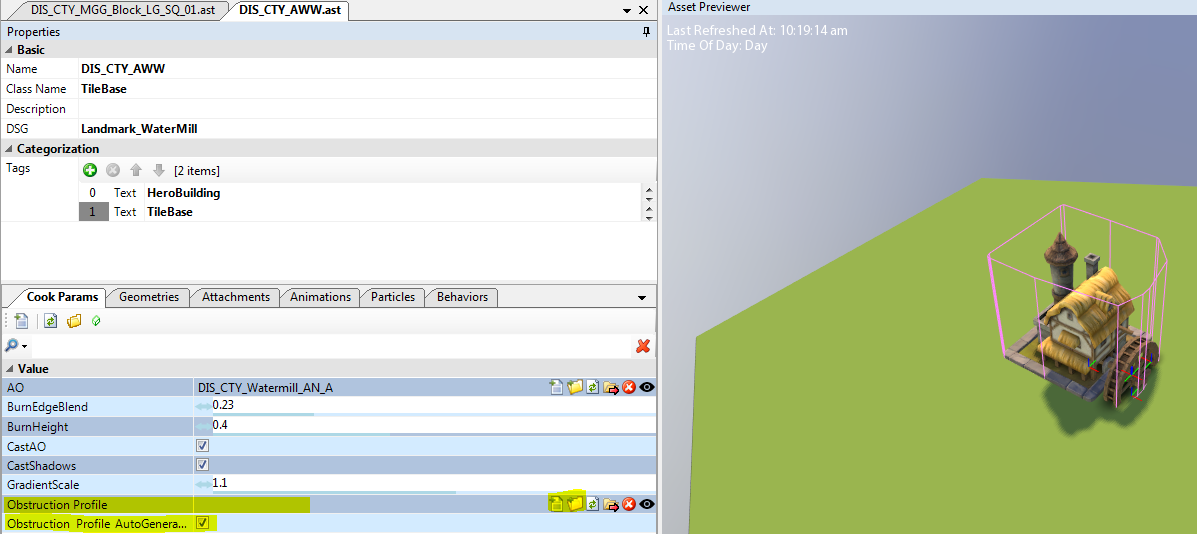 DIS_CTY_MGG_Block_LG_SQ_01.ast
DIS_CTY_AWW.ast
Properties
Basic
Name DIS_CTY_AWW
Class Name TileBase
Description
DSG Landmark_WaterMill
Categorization
Tags [2 items]
0 Text HeroBuilding
1 Text TileBase
Cook Params Geometries Attachments Animations Particles Behaviors
Value
AO DIS_CTY_Watermill_AN_A
BurnEdgeBlend 0.23
BurnHeight 0.4
CastAO
CastShadows
GradientScale 1.1
Obstruction Profile
Obstruction Profile AutoGenera...
Asset Previewer
Last Refreshed At: 10:19:14 am
Time Of Day: Day